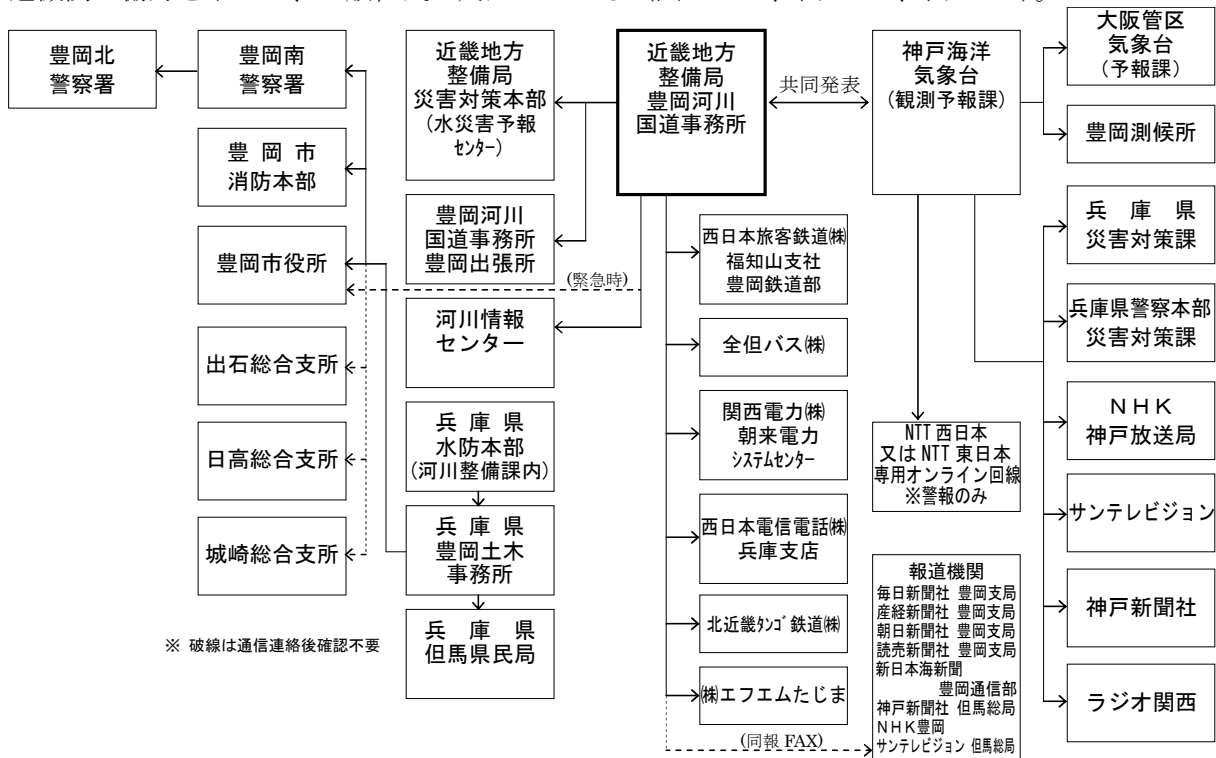 豊岡北
警察署
豊岡南
警察署
近畿地方
整備局
災害対策本部
(水災害予報
センター)
近畿地方
整備局
豊岡河川
国道事務所
共同発表
神戸海洋
気象台
(観測予報課)
大阪管区
気象台
(予報課)
豊岡測候所
豊岡市
消防本部
豊岡河川
国道事務所
豊岡出張所
西日本旅客鉄道㈱
福知山支社
豊岡鉄道部
兵庫県
災害対策課
豊岡市役所
(緊急時)
河川情報
センター
全但バス㈱
兵庫県警察本部
災害対策課
出石総合支所
兵庫県
水防本部
(河川整備課内)
関西電力㈱
朝来電力
システムセンター
NTT 西日本
又は NTT 東日本
専用オンライン回線
※警報のみ
NHK
神戸放送局
日高総合支所
兵庫県
豊岡土木
事務所
西日本電信電話㈱
兵庫支店
サンテレビジョン
城崎総合支所
※ 破線は通信連絡後確認不要
兵庫県
但馬県民局
北近畿タンゴ鉄道㈱
㈱エフエムたじま
(同報 FAX)
報道機関
毎日新聞社 豊岡支局
産経新聞社 豊岡支局
朝日新聞社 豊岡支局
読売新聞社 豊岡支局
新日本海新聞
豊岡通信部
神戸新聞社 但馬総局
NHK豊岡
サンテレビジョン 但馬総局
神戸新聞社
ラジオ関西